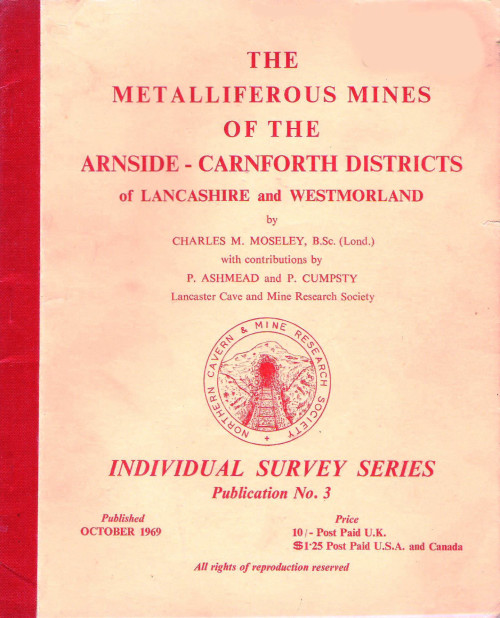 THE
METALLIFEROUS MINES
OF THE
ARNSIDE - CARNFORTH DISTRICTS
of LANCASHIRE and WESTMORLAND
by
CHARLES M. MOSELEY, B.Sc. (Lond.)
with contributions by
P. ASHMEAD and P. CUMPSTY
Lancaster Cave and Mine Research Society
NORTHERN CAVERN & MINE RESEARCH SOCIETY +
INDIVIDUAL SURVEY SERIES
Publication No. 3
Published
OCTOBER 1969
Price
10/- Post Paid U.K.
$1·25 Post Paid U.S.A. and Canada
All rights of reproduction reserved